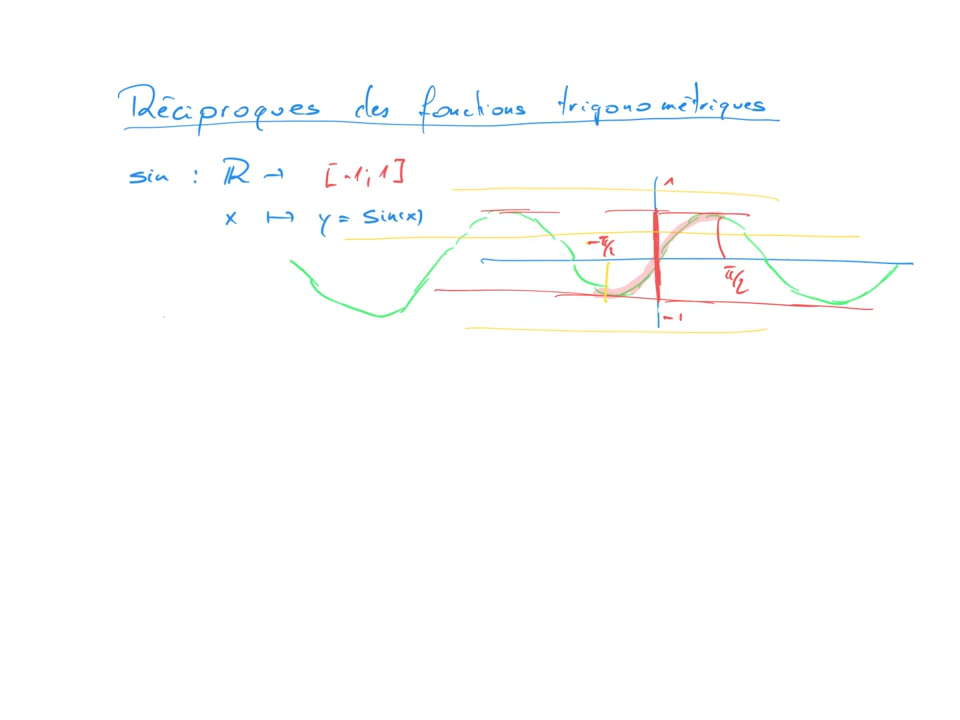 Réciproques des fonctions trigonométriques
sin : ℝ → [-1; 1]
x ↦ y = sin(x)
1
-π/2
π/2
-1